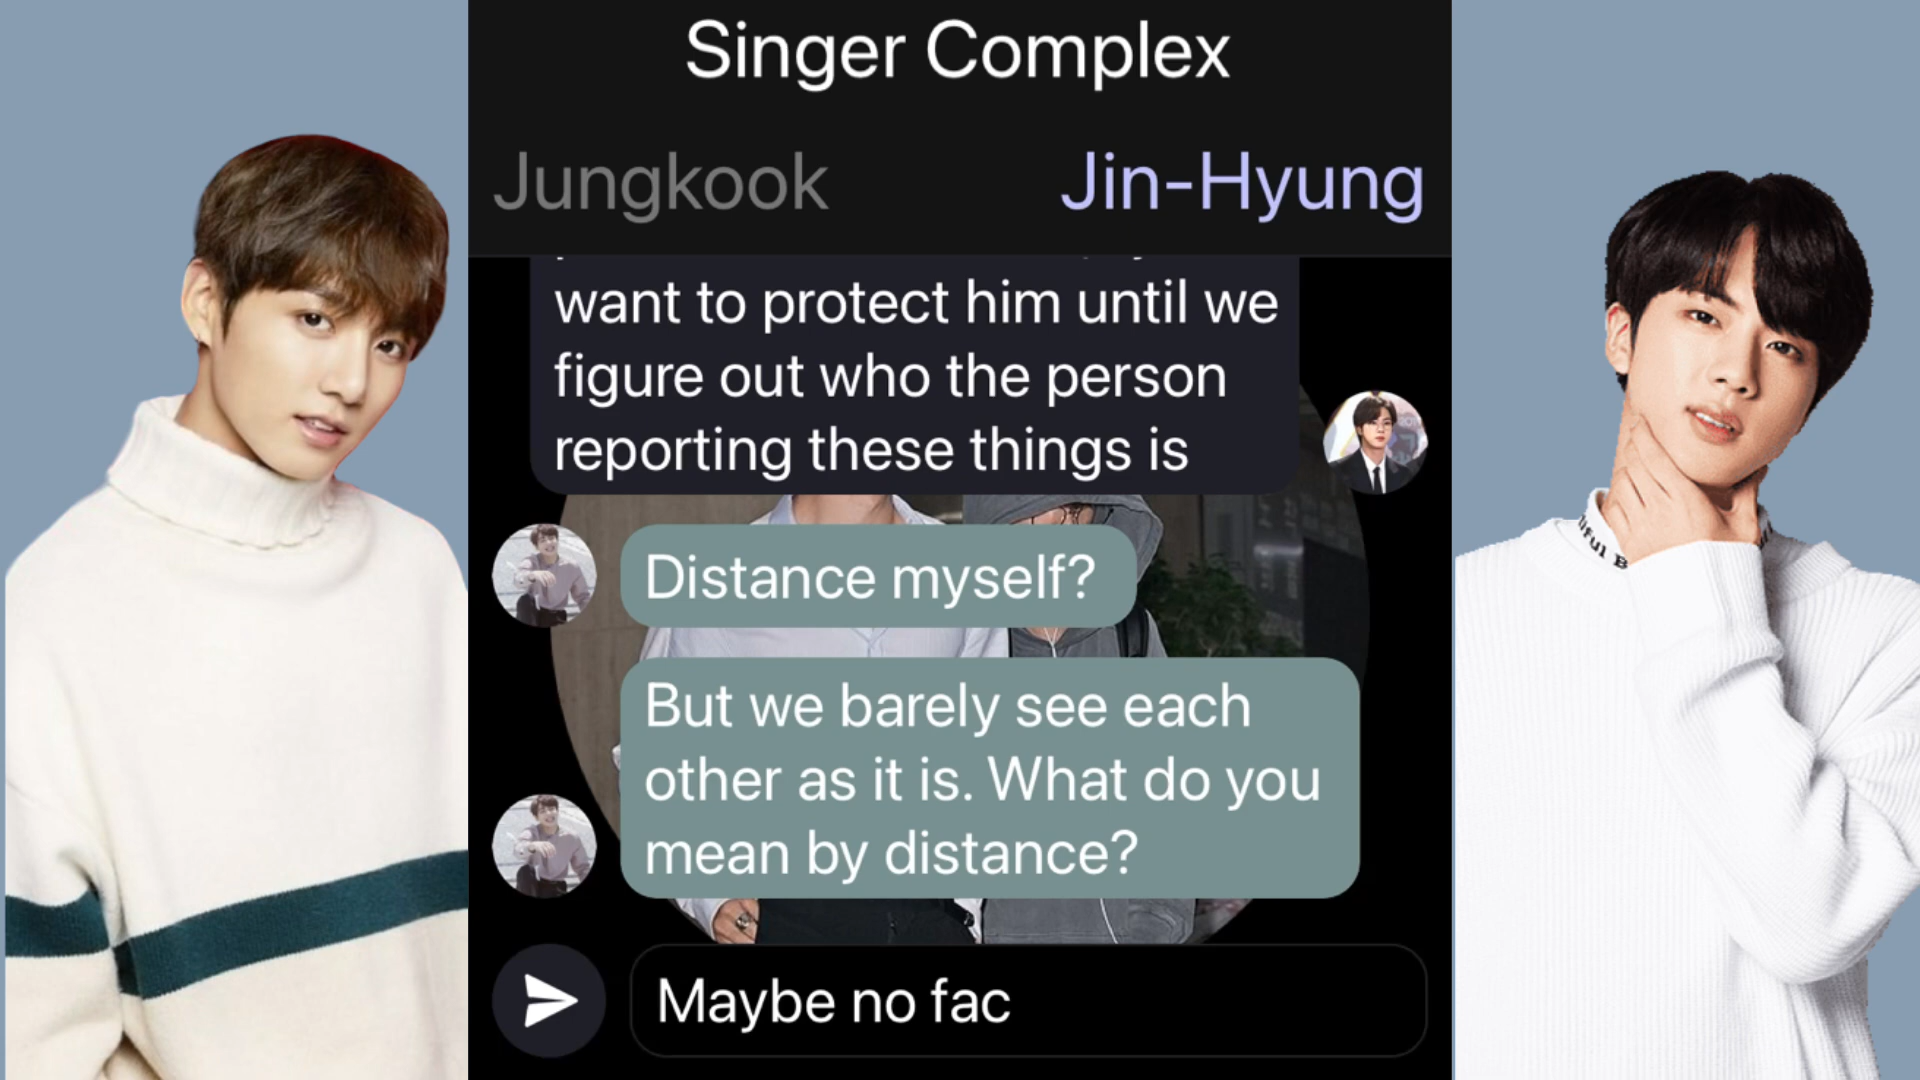 Singer Complex
Jungkook
Jin-Hyung
want to protect him until we
figure out who the person
reporting these things is
Distance myself?
But we barely see each
other as it is. What do you
mean by distance?
Maybe no fac